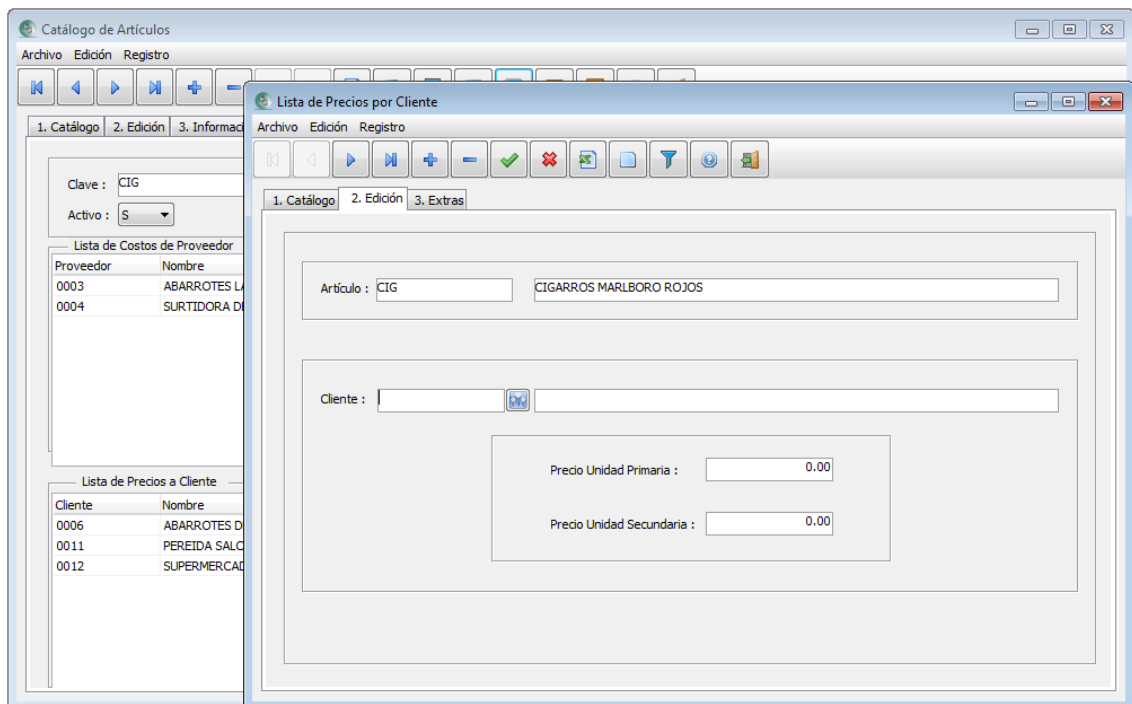 Catálogo de Artículos
Archivo Edición Registro
Lista de Precios por Cliente
Archivo Edición Registro
1. Catálogo 2. Edición 3. Informaci
Clave : CIG
Activo : S
Lista de Costos de Proveedor
Proveedor Nombre
0003 ABARROTES
0004 SURTIDORA
Lista de Precios a Cliente
Cliente Nombre
0006 ABARROTES
0011 PEREIDA SALC
0012 SUPERMERCAD
1. Catálogo 2. Edición 3. Extras
Artículo : CIG CIGARROS MARLBORO ROJOS
Cliente :
Precio Unidad Primaria : 0.00
Precio Unidad Secundaria : 0.00